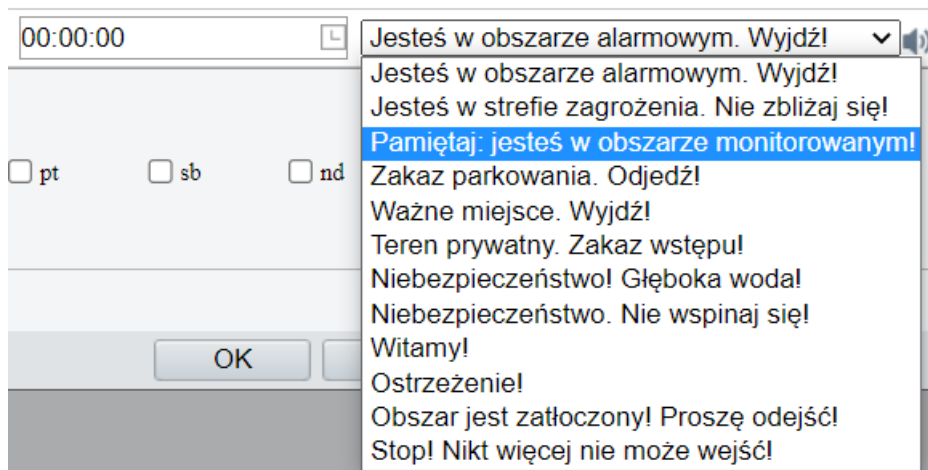 00:00:00
Jesteś w obszarze alarmowym. Wyjdź!
Jesteś w obszarze alarmowym. Wyjdź!
Jesteś w strefie zagrożenia. Nie zbliżaj się!
Pamiętaj: jesteś w obszarze monitorowanym!
pt
sb
nd
Zakaz parkowania. Odjedź!
Ważne miejsce. Wyjdź!
Teren prywatny. Zakaz wstępu!
Niebezpieczeństwo! Głęboka woda!
Niebezpieczeństwo. Nie wspinaj się!
OK
Witamy!
Ostrzeżenie!
Obszar jest zatłoczony! Proszę odejść!
Stop! Nikt więcej nie może wejść!